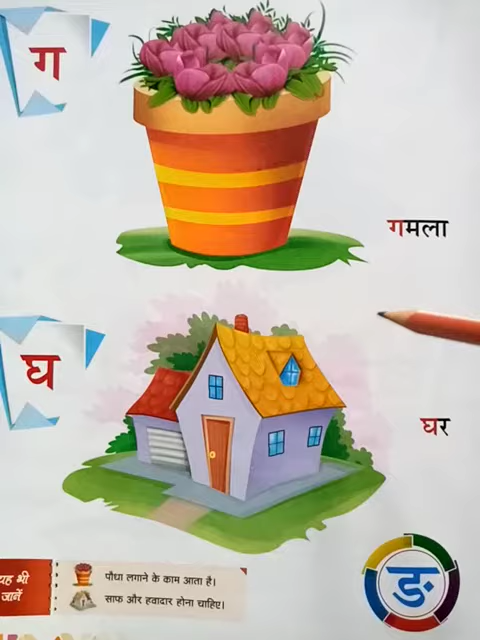 ग
गमला
घ
घर
यह भी
जानें
पौधा लगाने के काम आता है।
साफ और हवादार होना चाहिए।
ङ